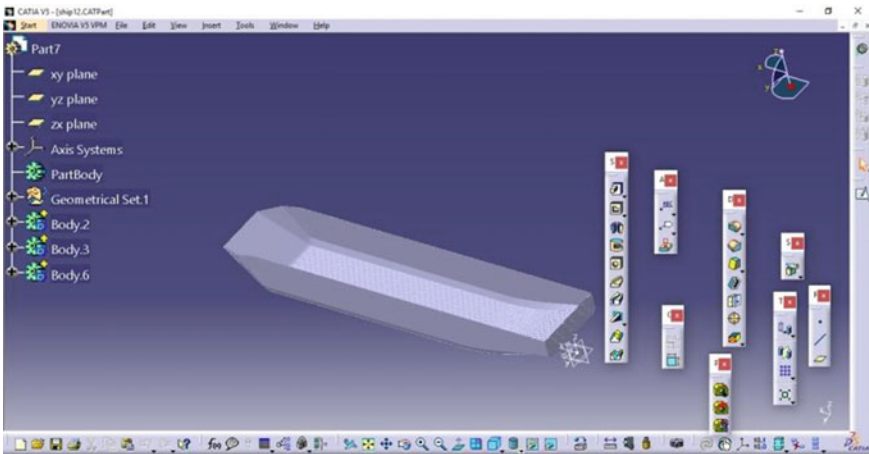 CATIA V5 - [ship12.CATPart]
Start ENOVIA V5 VPM File Edit View Insert Tools Window Help
Part7
xy plane
yz plane
zx plane
Axis Systems
PartBody
Geometrical Set.1
Body.2
Body.3
Body.6